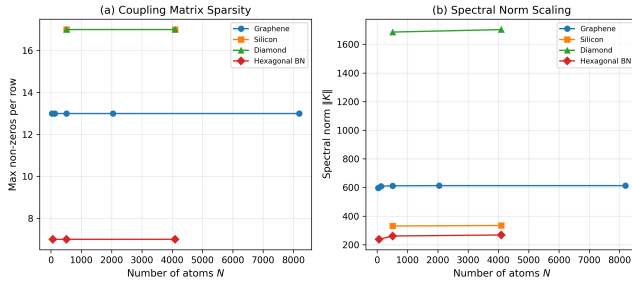 (a) Coupling Matrix Sparsity
Max non-zeros per row
16
14
12
10
8
0
1000
2000
3000
4000
5000
6000
7000
8000
Number of atoms N
Graphene
Silicon
Diamond
Hexagonal BN
(b) Spectral Norm Scaling
Spectral norm ‖K‖
1600
1400
1200
1000
800
600
400
200
0
1000
2000
3000
4000
5000
6000
7000
8000
Number of atoms N
Graphene
Silicon
Diamond
Hexagonal BN